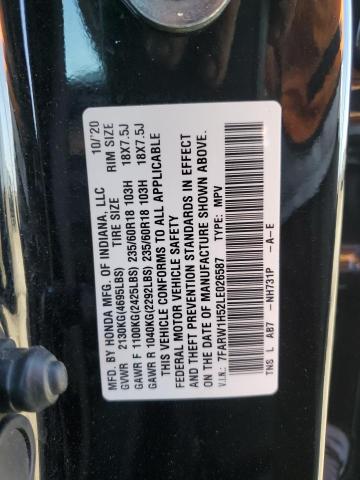 MFD. BY HONDA MFG. OF INDIANA, LLC 10/'20
TIRE SIZE RIM SIZE
GVWR 2130KG(4695LBS)
GAWR F 1100KG(2425LBS) 235/60R18 103H 18X7.5J
GAWR R 1040KG(2292LBS) 235/60R18 103H 18X7.5J
THIS VEHICLE CONFORMS TO ALL APPLICABLE
FEDERAL MOTOR VEHICLE SAFETY
AND THEFT PREVENTION STANDARDS IN EFFECT
ON THE DATE OF MANUFACTURE SHOWN ABOVE.
V.I.N.: 7FARW1H52LE026587 TYPE: MPV
TNS L AB7 -NH731P -A-E